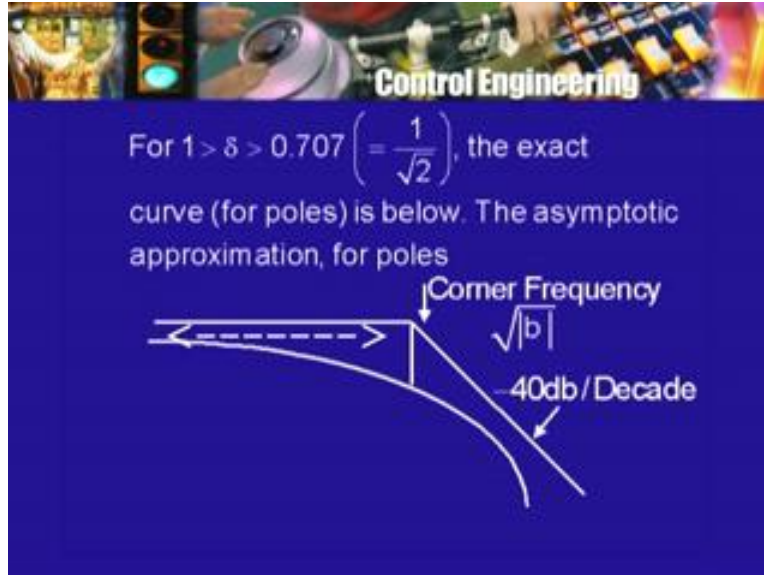 Control Engineering
For 1 > δ > 0.707 (= 1/√2), the exact
curve (for poles) is below. The asymptotic
approximation, for poles
Corner Frequency
√|b|
-40db/Decade